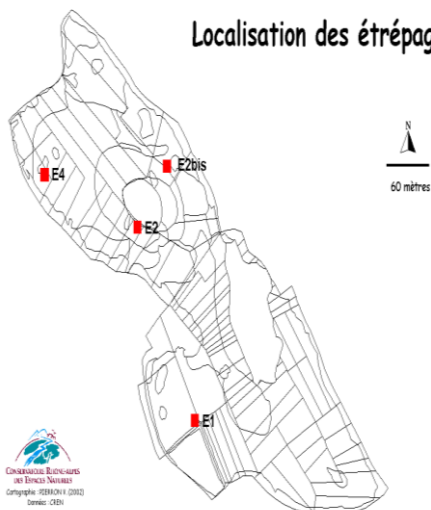 Localisation des étrépag
N
60 mètres
E2bis
E4
E2
E1
CONSERVATOIRE RHÔNE-ALPES
DES ESPACES NATURELS
Cartographie : PIERRON V. (2002)
Données : CREN